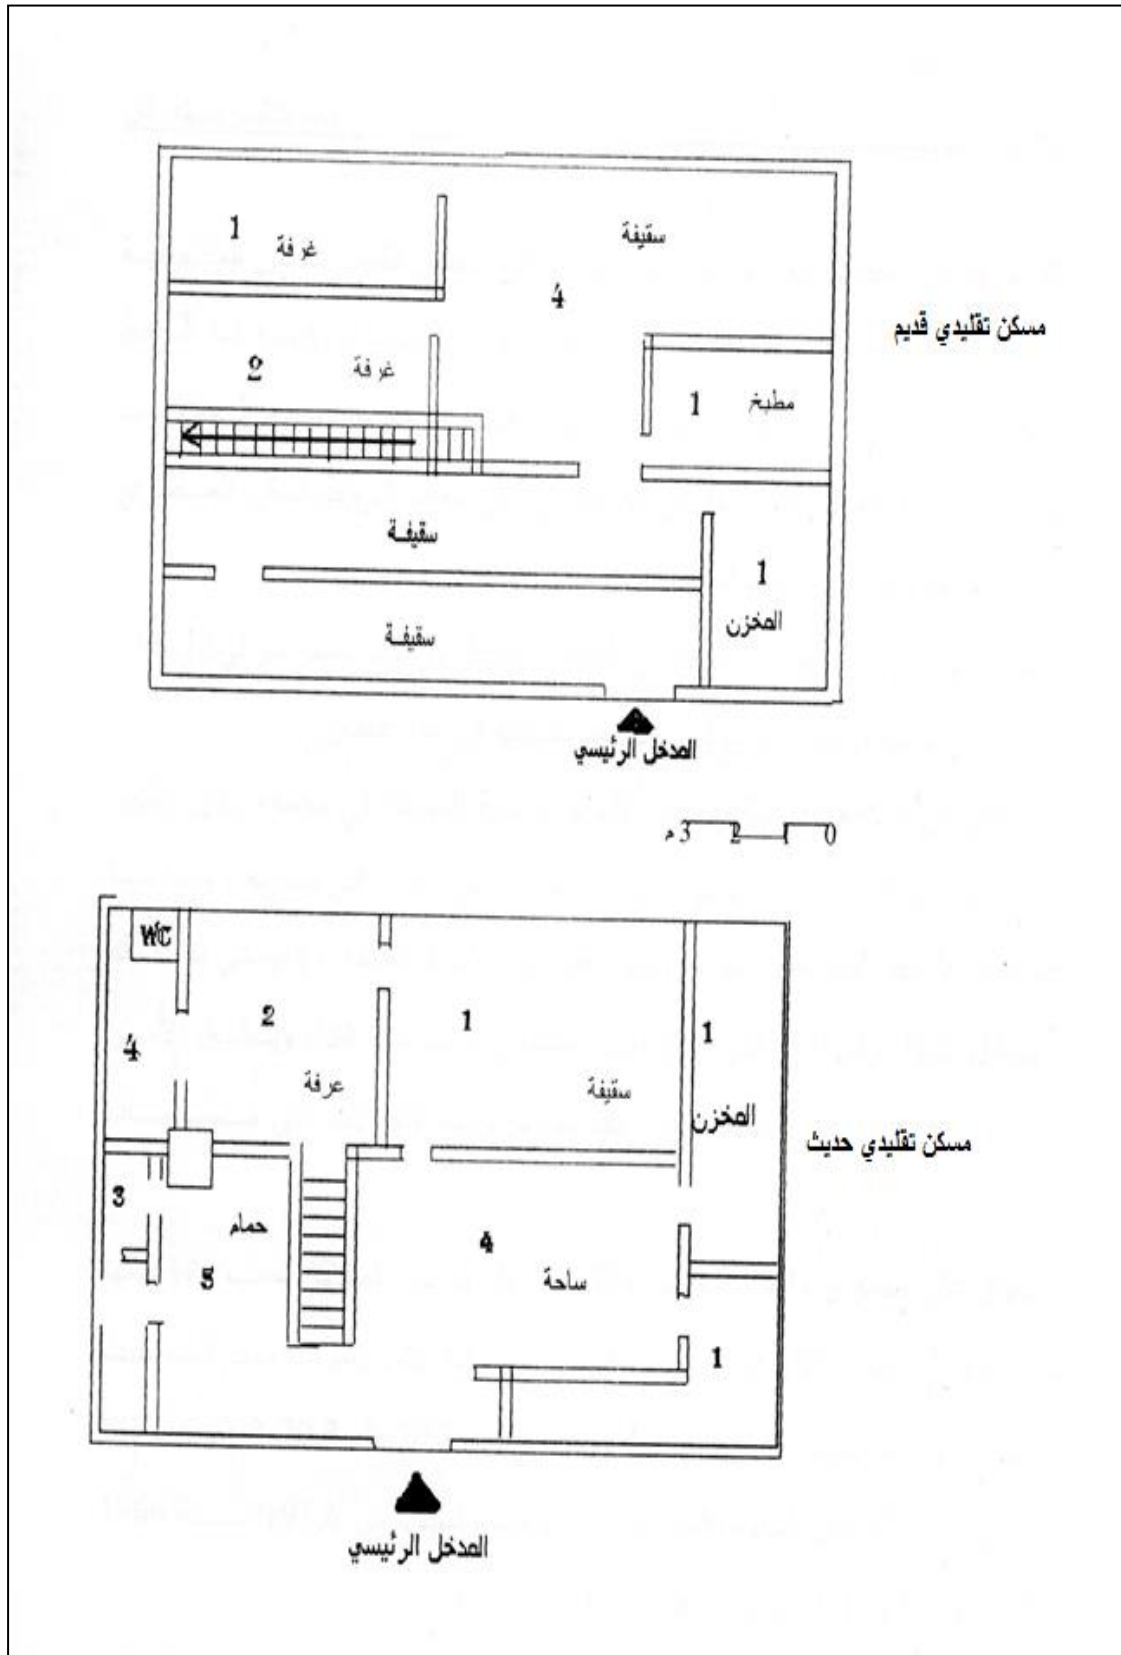 سقيفة
1
غرفة
4
مسكن تقليدي قديم
2
غرفة
مطبخ
1
سقيفـة
1
المخزن
سقيفـة
المدخل الرئيسي
0 1 2 3 م
WC
2
1
1
4
عرفة
سقيفة
المخزن
مسكن تقليدي حديث
3
حمام
4
5
ساحة
1
المدخل الرئيسي